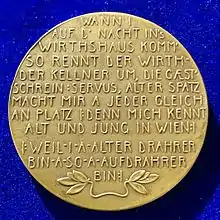 WANN I
AUF D' NACHT INS
WIRTHSHAUS KOMM
SO RENNT DER WIRTH-
DER KELLNER UM, DIE GÆST-
SCHREIN: SERVUS, ALTER SPATZ
MACHT MIR A JEDER GLEICH
AN PLATZ: DENN MICH KENNT
ALT UND JUNG IN WIEN:
: WEIL·I·A·ALTER DRAHRER
BIN·A·SO·A·AUFDRAHRER
BIN: